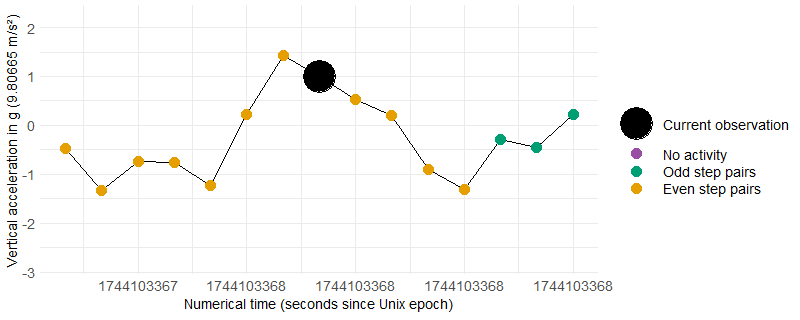 Vertical acceleration in g (9.80665 m/s²)
2
1
0
-1
-2
-3
1744103367 1744103368 1744103368 1744103368 1744103368
Numerical time (seconds since Unix epoch)
Current observation
No activity
Odd step pairs
Even step pairs